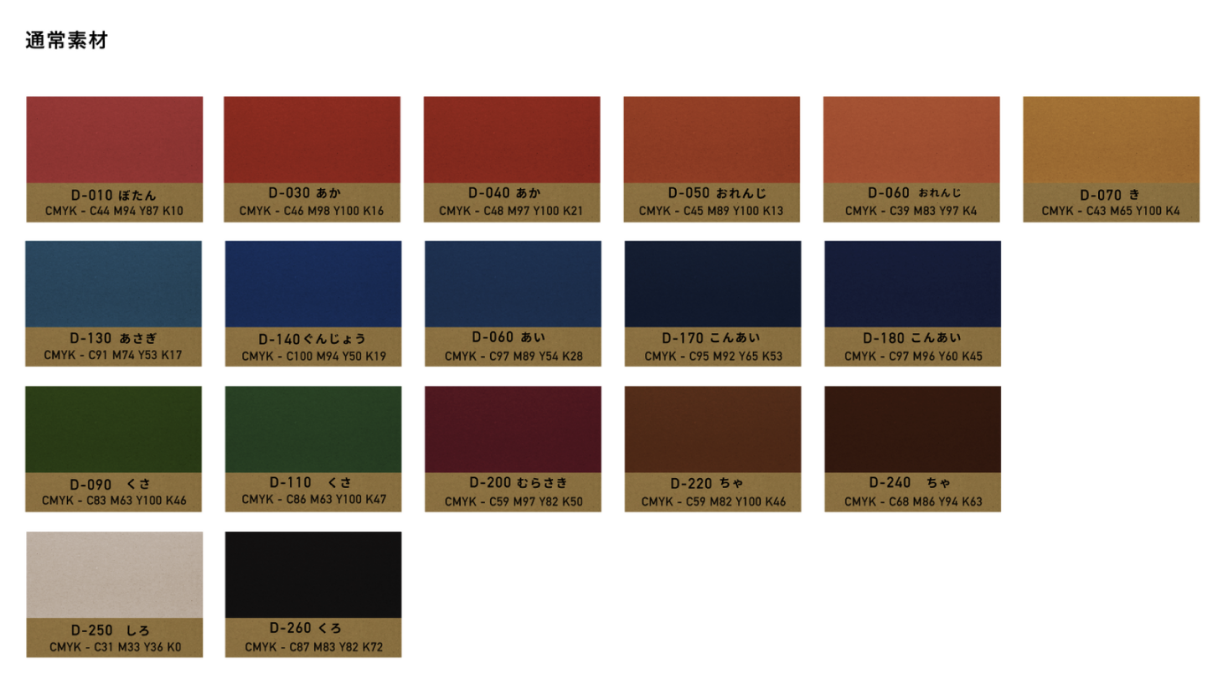 通常素材
D-010 ぼたん
CMYK - C44 M94 Y87 K10
D-030 あか
CMYK - C46 M98 Y100 K16
D-040 あか
CMYK - C48 M97 Y100 K21
D-050 おれんじ
CMYK - C45 M89 Y100 K13
D-060 おれんじ
CMYK - C39 M83 Y97 K4
D-070 き
CMYK - C43 M65 Y100 K4
D-130 あさぎ
CMYK - C91 M74 Y53 K17
D-140 ぐんじょう
CMYK - C100 M94 Y50 K19
D-060 あい
CMYK - C97 M89 Y54 K28
D-170 こんあい
CMYK - C95 M92 Y65 K53
D-180 こんあい
CMYK - C97 M96 Y60 K45
D-090 くさ
CMYK - C83 M63 Y100 K46
D-110 くさ
CMYK - C86 M63 Y100 K47
D-200 むらさき
CMYK - C59 M97 Y82 K50
D-220 ちゃ
CMYK - C59 M82 Y100 K46
D-240 ちゃ
CMYK - C68 M86 Y94 K63
D-250 しろ
CMYK - C31 M33 Y36 K0
D-260 くろ
CMYK - C87 M83 Y82 K72